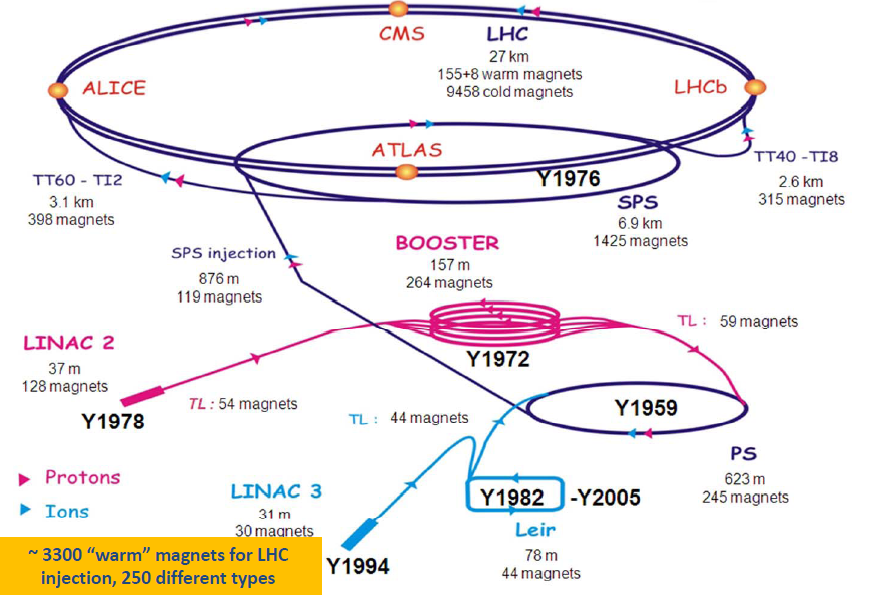 CMS
LHC
27 km
155+8 warm magnets
9458 cold magnets
ALICE
LHCb
ATLAS
TT40 -TI8
2.6 km
315 magnets
TT60 - TI2
3.1 km
398 magnets
Y1976
SPS
6.9 km
1425 magnets
SPS injection
876 m
119 magnets
BOOSTER
157 m
264 magnets
Y1972
TL : 59 magnets
LINAC 2
37 m
128 magnets
Y1978
TL : 54 magnets
TL : 44 magnets
Y1959
PS
623 m
245 magnets
Protons
Ions
LINAC 3
31 m
30 magnets
Y1994
Y1982 -Y2005
Leir
78 m
44 magnets
~ 3300 “warm” magnets for LHC
injection, 250 different types